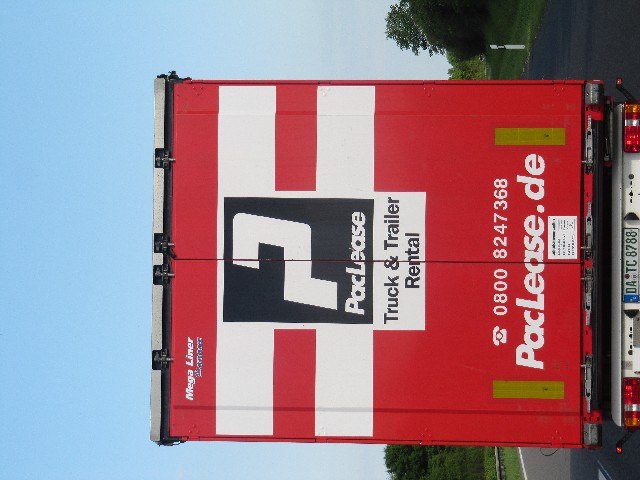 Mega Liner
PacLease
Truck & Trailer
Rental
0800 8247368
PacLease.de
DA TC 8788